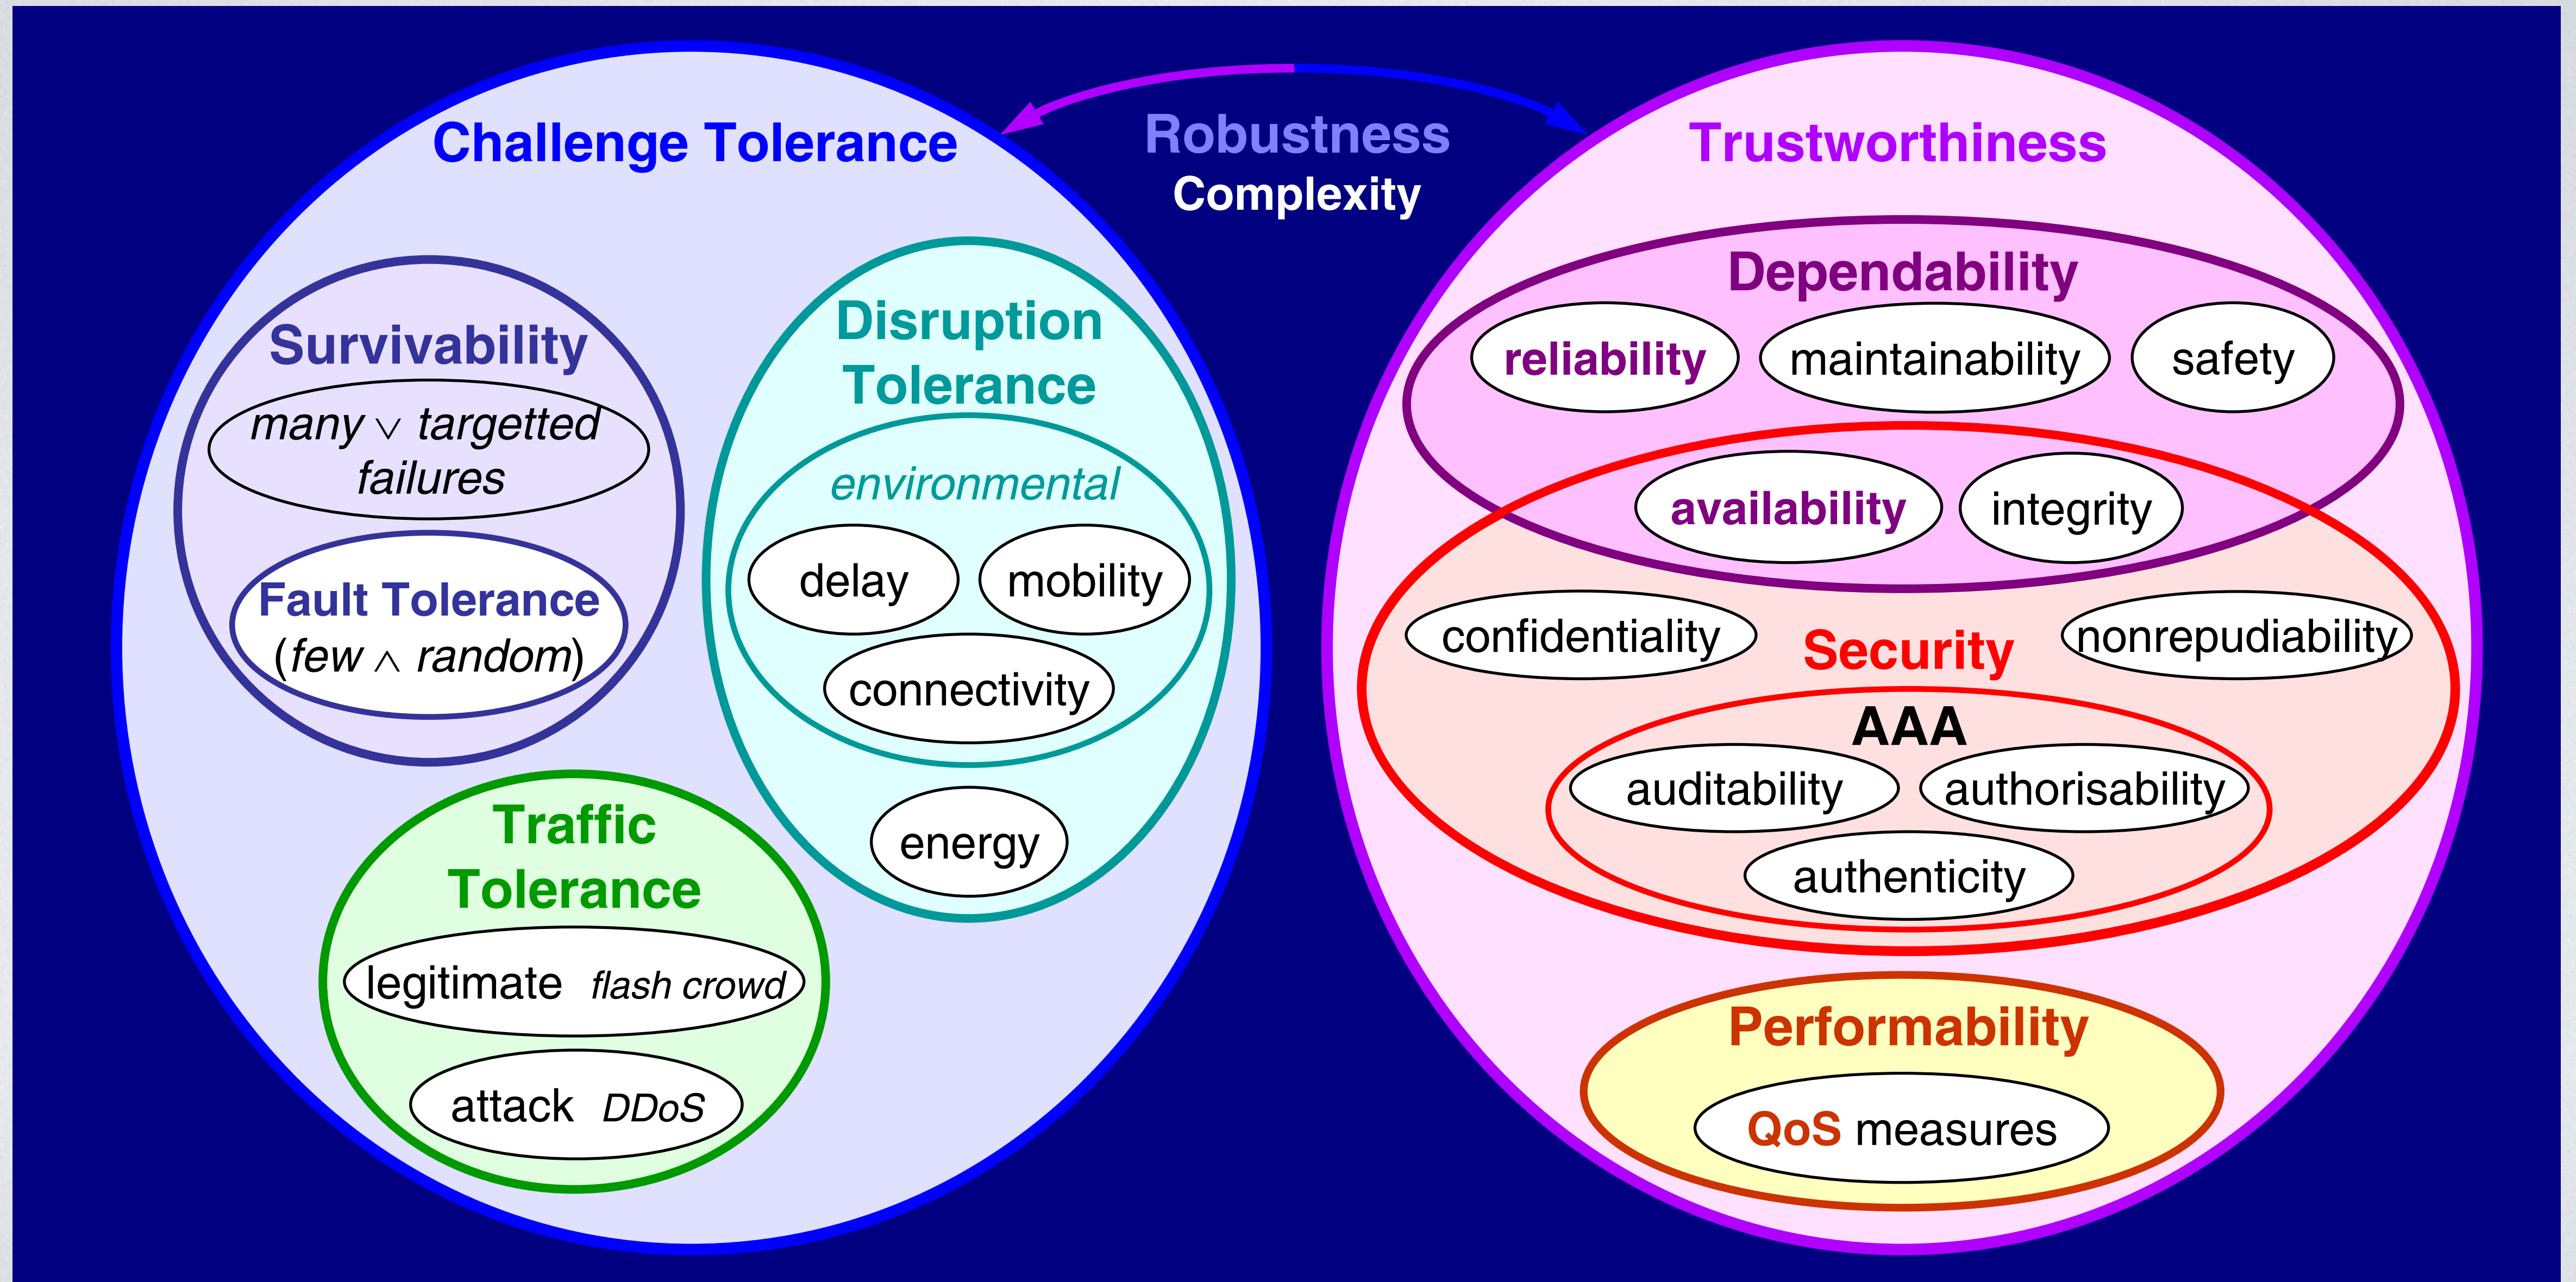 Challenge Tolerance
Survivability
many ∨ targetted
failures
Fault Tolerance
(few ∧ random)
Disruption
Tolerance
environmental
delay
mobility
connectivity
energy
Traffic
Tolerance
legitimate flash crowd
attack DDoS
Robustness
Complexity
Trustworthiness
Dependability
reliability
maintainability
safety
availability
integrity
confidentiality
Security
nonrepudiability
AAA
auditability
authorisability
authenticity
Performability
QoS measures